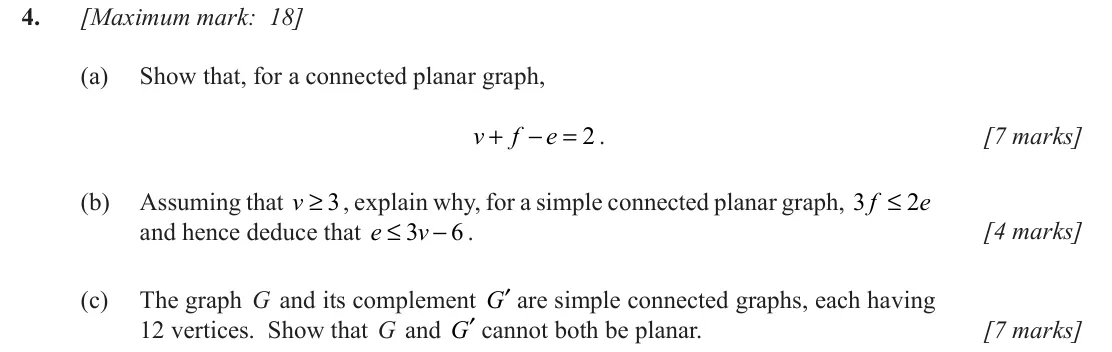 4. [Maximum mark: 18]
(a) Show that, for a connected planar graph,
v + f − e = 2 . [7 marks]
(b) Assuming that v ≥ 3, explain why, for a simple connected planar graph, 3f ≤ 2e
and hence deduce that e ≤ 3v − 6 . [4 marks]
(c) The graph G and its complement G′ are simple connected graphs, each having
12 vertices. Show that G and G′ cannot both be planar. [7 marks]